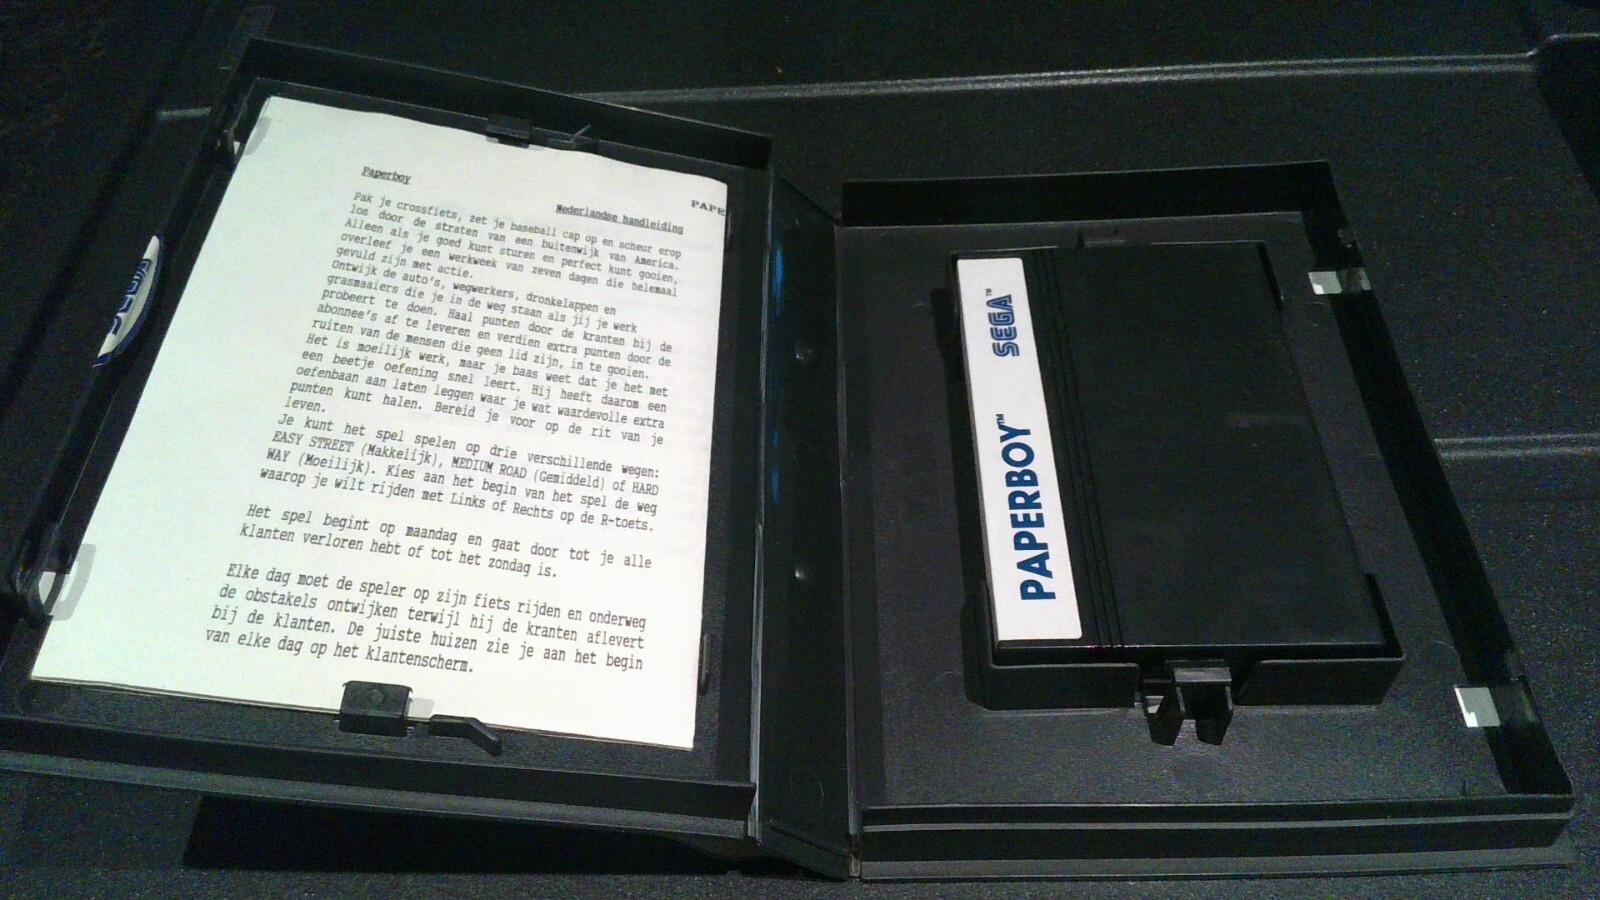 Paperboy
PAPE
Nederlandse handleiding
Pak je crossfiets, zet je baseball cap op en scheur erop
los door de straten van een buitenwijk van America.
Alleen als je goed kunt sturen en perfect kunt gooien,
overleef je een werkweek van zeven dagen die helemaal
gevuld zijn met actie.
Ontwijk de auto's, wegwerkers, dronkelappen en
grasmaaiers die je in de weg staan als jij je werk
probeert te doen. Haal punten door de kranten bij de
abonnee's af te leveren en verdien extra punten door de
ruiten van de mensen die geen lid zijn, in te gooien.
Het is moeilijk werk, maar je baas weet dat je het met
een beetje oefening snel leert. Hij heeft daarom een
oefenbaan aan laten leggen waar je wat waardevolle extra
punten kunt halen. Bereid je voor op de rit van je
leven.
Je kunt het spel spelen op drie verschillende wegen:
EASY STREET (Makkelijk), MEDIUM ROAD (Gemiddeld) of HARD
WAY (Moeilijk). Kies aan het begin van het spel de weg
waarop je wilt rijden met Links of Rechts op de R-toets.
Het spel begint op maandag en gaat door tot je alle
klanten verloren hebt of tot het zondag is.
Elke dag moet de speler op zijn fiets rijden en onderweg
de obstakels ontwijken terwijl hij de kranten aflevert
bij de klanten. De juiste huizen zie je aan het begin
van elke dag op het klantenscherm.
SEGA
PAPERBOY™
SEGA™